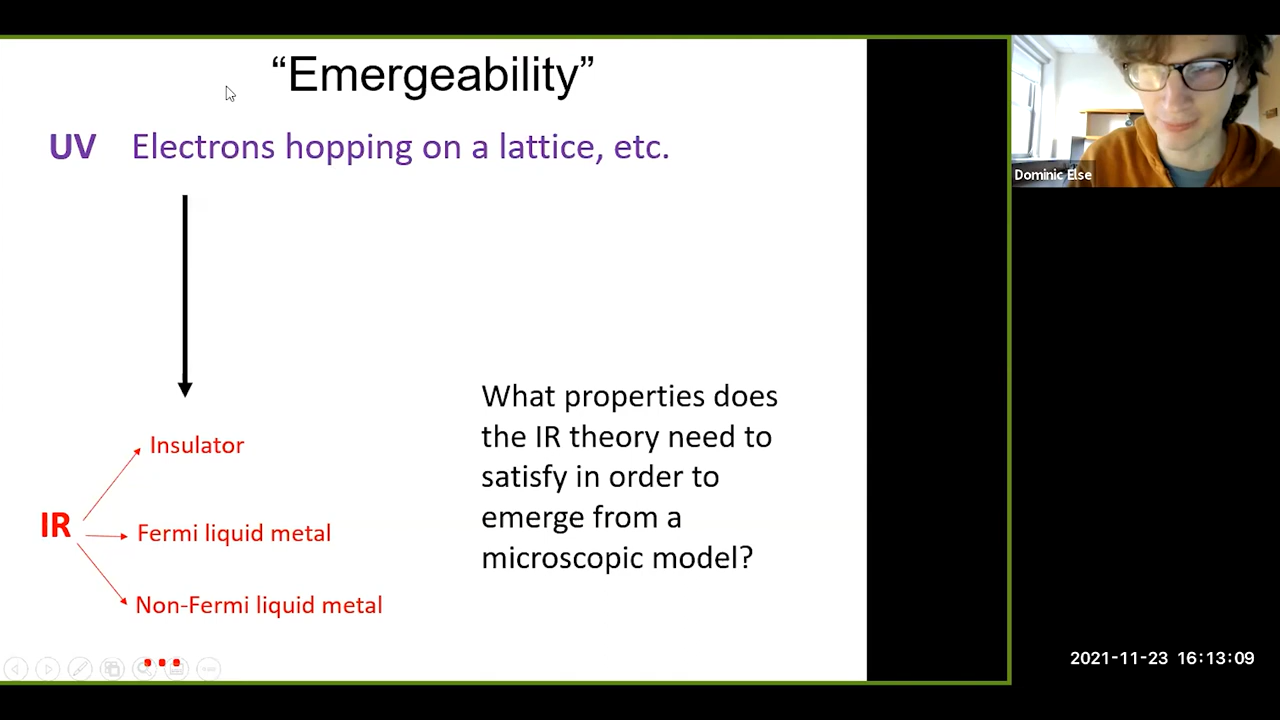 “Emergeability”
UV Electrons hopping on a lattice, etc.
Dominic Else
What properties does
the IR theory need to
satisfy in order to
emerge from a
microscopic model?
Insulator
IR
Fermi liquid metal
Non-Fermi liquid metal
...
2021-11-23 16:13:09